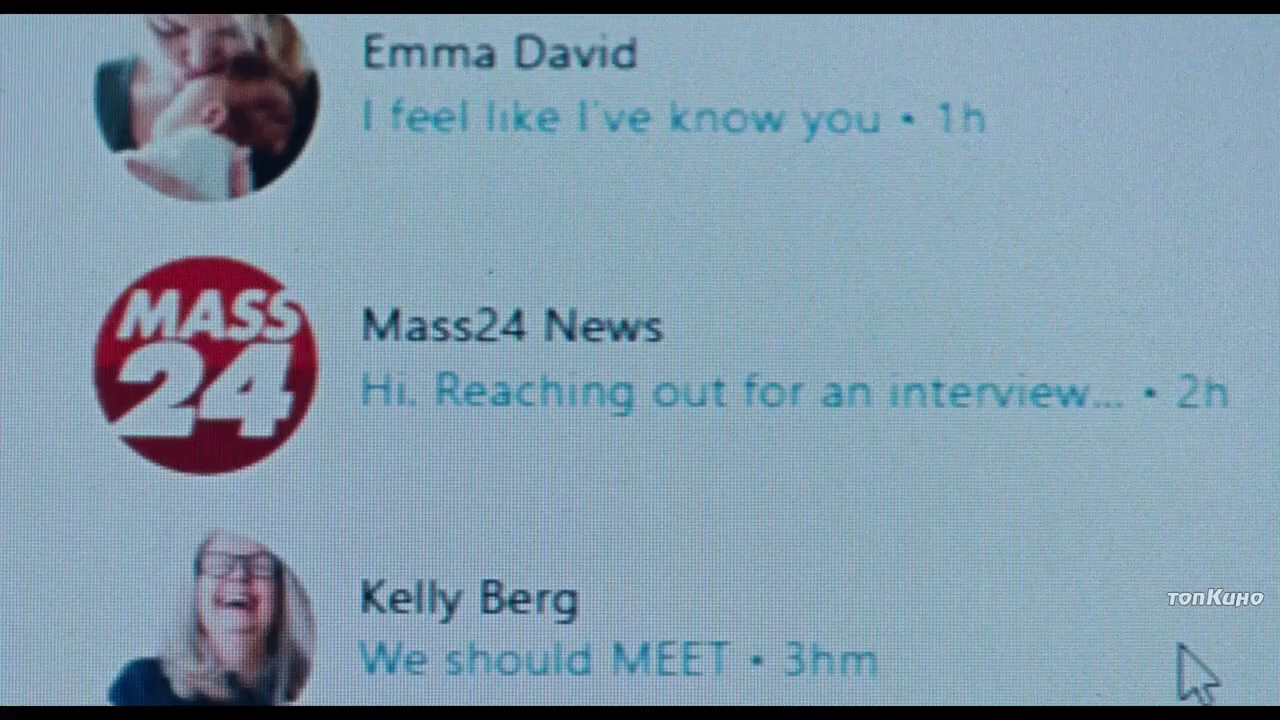 Emma David
I feel like I've know you • 1h
MASS
24
Mass24 News
Hi. Reaching out for an interview... • 2h
Kelly Berg
We should MEET • 3hm
топКино